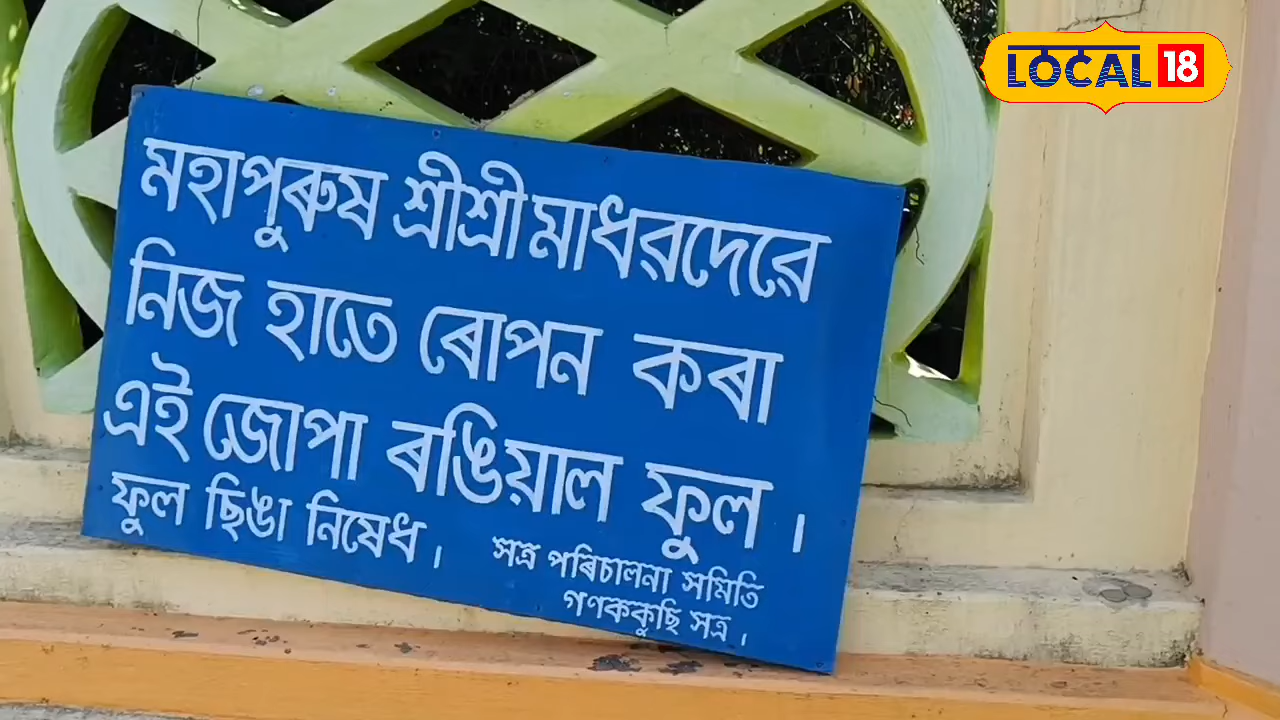 LOCAL 18
মহাপুৰুষ শ্ৰীশ্ৰী মাধৱদেৱে
নিজ হাতে ৰোপন কৰা
এই জোপা ৰঙিয়াল ফুল।
ফুল ছিঙা নিষেধ।
সত্ৰ পৰিচালনা সমিতি
গণককুছি সত্ৰ।